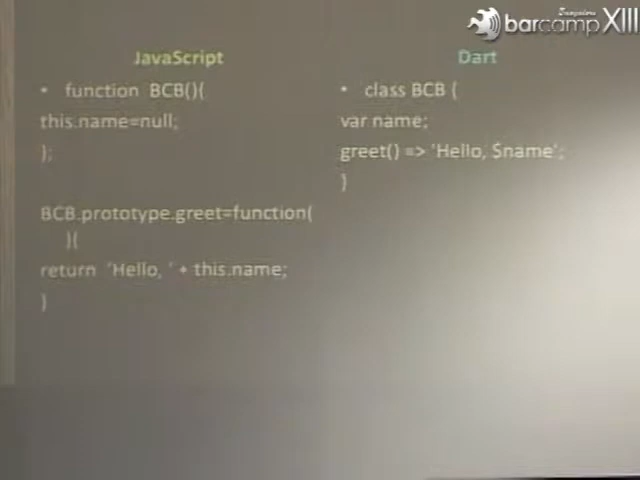 Bangalore
barcamp XIII
JavaScript
• function BCB(){
this.name=null;
};
BCB.prototype.greet=function(
){
return 'Hello, ' + this.name;
}
Dart
• class BCB {
var name;
greet() => 'Hello, $name';
}